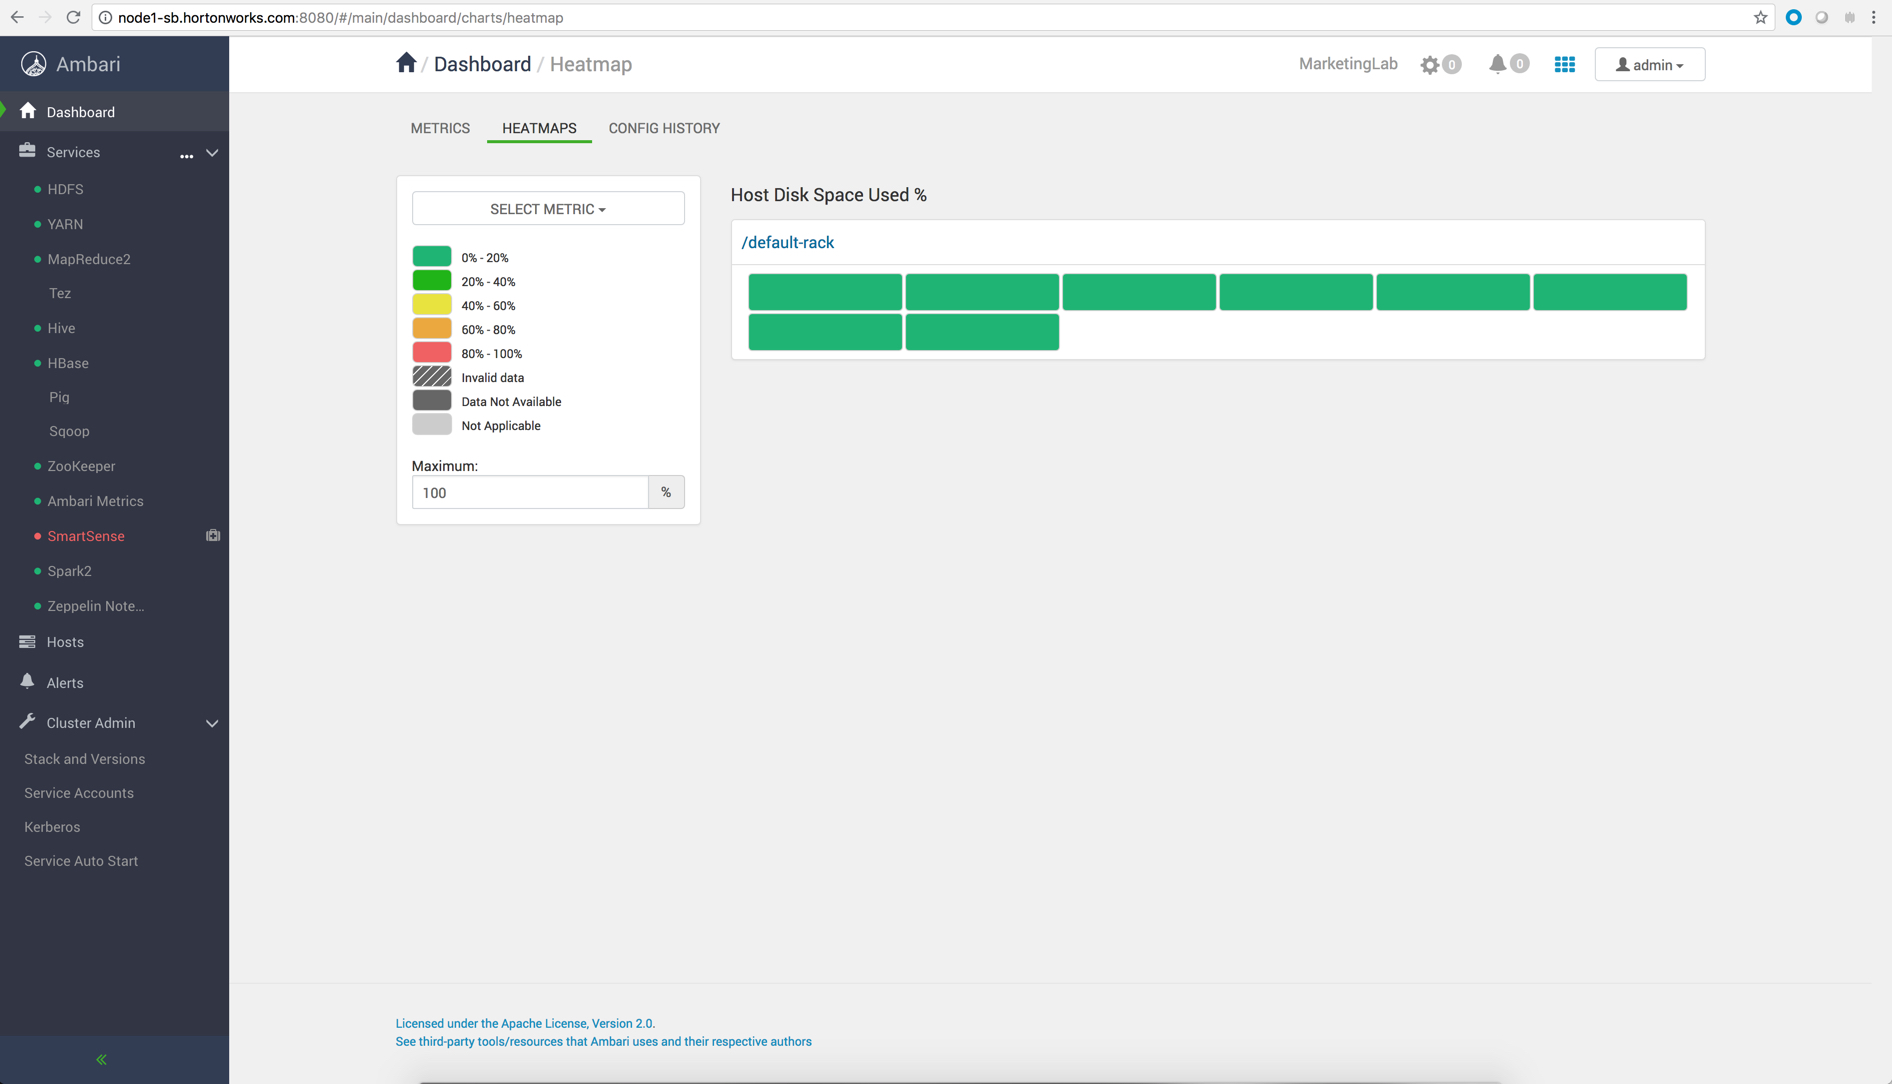 node1-sb.hortonworks.com:8080/#/main/dashboard/charts/heatmap
Ambari
Dashboard / Heatmap
MarketingLab
0
0
admin
Dashboard
Services
...
HDFS
YARN
MapReduce2
Tez
Hive
HBase
Pig
Sqoop
ZooKeeper
Ambari Metrics
SmartSense
Spark2
Zeppelin Note...
Hosts
Alerts
Cluster Admin
Stack and Versions
Service Accounts
Kerberos
Service Auto Start
METRICS
HEATMAPS
CONFIG HISTORY
SELECT METRIC
0% - 20%
20% - 40%
40% - 60%
60% - 80%
80% - 100%
Invalid data
Data Not Available
Not Applicable
Maximum:
100
%
Host Disk Space Used %
/default-rack
Licensed under the Apache License, Version 2.0.
See third-party tools/resources that Ambari uses and their respective authors